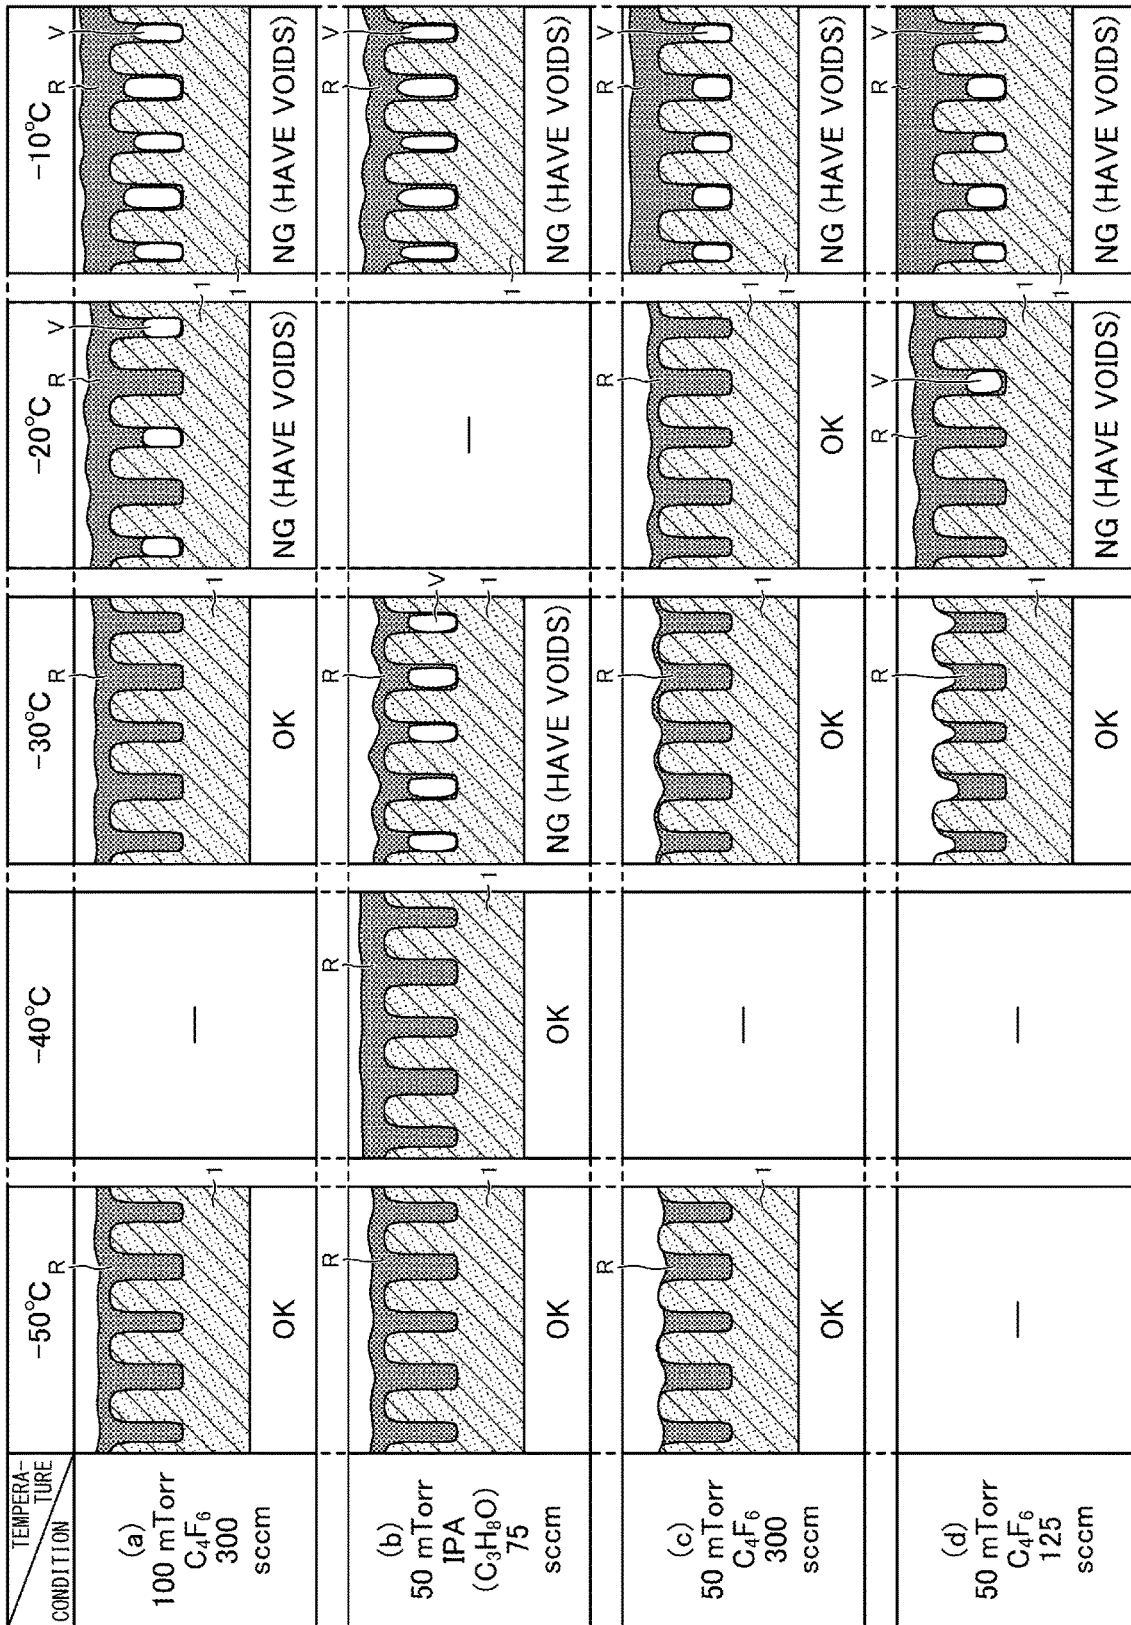 TEMPERA-
TURE
CONDITION
-50°C
-40°C
-30°C
-20°C
-10°C
(a)
100 mTorr
C₄F₆
300
sccm
R
1
OK
—
R
1
OK
R
V
1
NG (HAVE VOIDS)
R
V
1
NG (HAVE VOIDS)
(b)
50 mTorr
IPA
(C₃H₈O)
75
sccm
R
1
OK
R
1
OK
R
V
1
NG (HAVE VOIDS)
—
R
V
1
NG (HAVE VOIDS)
(c)
50 mTorr
C₄F₆
300
sccm
R
1
OK
—
R
1
OK
R
1
OK
R
V
1
NG (HAVE VOIDS)
(d)
50 mTorr
C₄F₆
125
sccm
—
—
R
1
OK
R
V
1
NG (HAVE VOIDS)
R
V
1
NG (HAVE VOIDS)